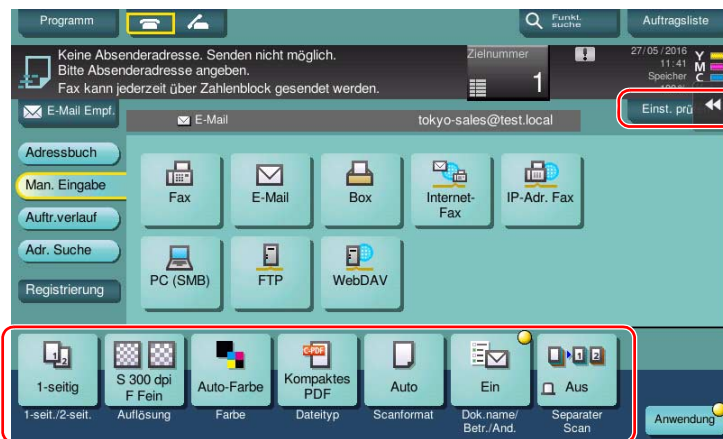 Programm
Funkt.
suche
Auftragsliste
Keine Absenderadresse. Senden nicht möglich.
Bitte Absenderadresse angeben.
Fax kann jederzeit über Zahlenblock gesendet werden.
Zielnummer
1
27/05/2016
11:41
Speicher
100%
Y
M
C
E-Mail Empf.
E-Mail
tokyo-sales@test.local
Einst. prü
Adressbuch
Man. Eingabe
Auftr.verlauf
Adr. Suche
Registrierung
Fax
E-Mail
Box
Internet-
Fax
IP-Adr. Fax
PC (SMB)
FTP
WebDAV
1-seitig
S 300 dpi
F Fein
Auto-Farbe
C-PDF
Kompaktes
PDF
Auto
Ein
Aus
1-seit./2-seit.
Auflösung
Farbe
Dateityp
Scanformat
Dok.name/
Betr./And.
Separater
Scan
Anwendung